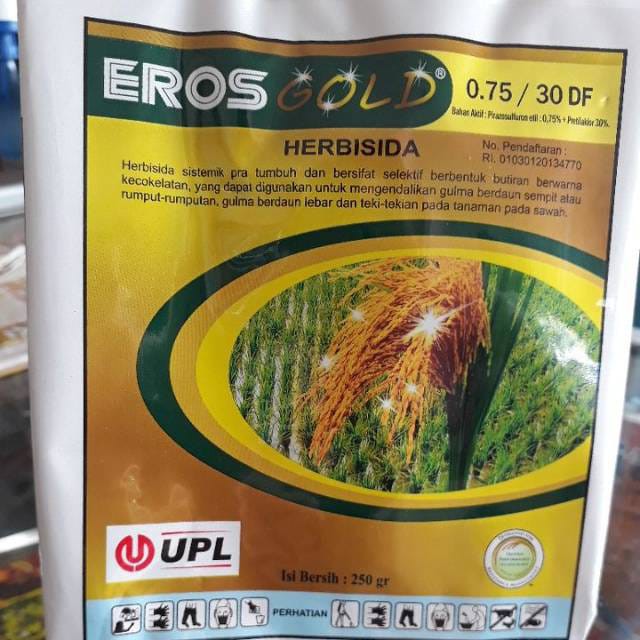 EROS GOLD® 0.75 / 30 DF
Bahan Aktif : Pirazosulfuron etil : 0,75% + Pretilaklor 30%.
HERBISIDA
No. Pendaftaran :
RI. 01030120134770
Herbisida sistemik pra tumbuh dan bersifat selektif berbentuk butiran berwarna
kecokelatan, yang dapat digunakan untuk mengendalikan gulma berdaun sempit atau
rumput-rumputan, gulma berdaun lebar dan teki-tekian pada tanaman padi sawah.
UPL
Isi Bersih : 250 gr
PERHATIAN